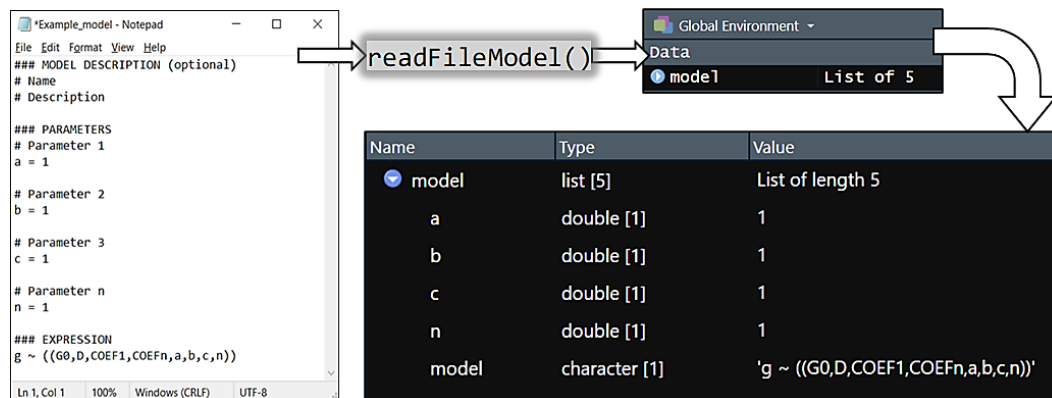 *Example_model - Notepad
File Edit Format View Help
### MODEL DESCRIPTION (optional)
# Name
# Description
### PARAMETERS
# Parameter 1
a = 1
# Parameter 2
b = 1
# Parameter 3
c = 1
# Parameter n
n = 1
### EXPRESSION
g ~ ((G0,D,COEF1,COEFn,a,b,c,n))
Ln 1, Col 1 100% Windows (CRLF) UTF-8
readFileModel()
Global Environment
Data
model List of 5
Name Type Value
model list [5] List of length 5
a double [1] 1
b double [1] 1
c double [1] 1
n double [1] 1
model character [1] 'g ~ ((G0,D,COEF1,COEFn,a,b,c,n))'